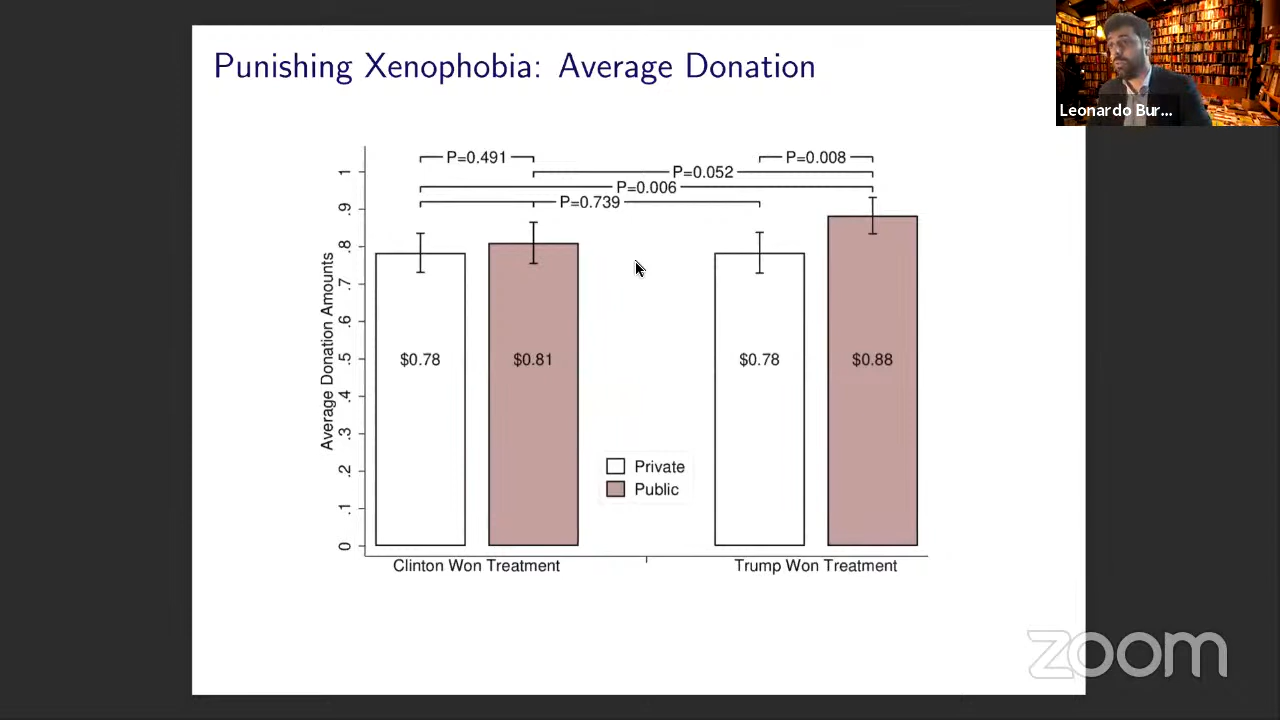 Punishing Xenophobia: Average Donation
Leonardo Bur...
P=0.491
P=0.008
P=0.052
P=0.006
P=0.739
Average Donation Amounts
1
.9
.8
.7
.6
.5
.4
.3
.2
.1
0
$0.78
$0.81
$0.78
$0.88
Private
Public
Clinton Won Treatment
Trump Won Treatment
zoom